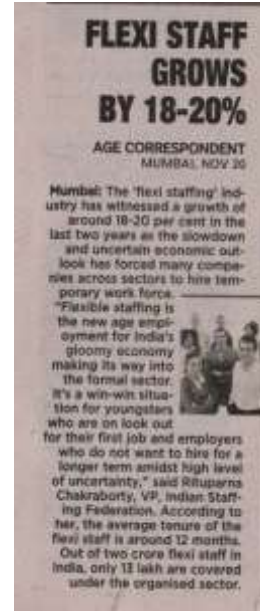 FLEXI STAFF
GROWS
BY 18-20%
AGE CORRESPONDENT
MUMBAI, NOV 26
Mumbai: The 'flexi staffing' ind-
ustry has witnessed a growth of
around 18-20 per cent in the
last two years as the slowdown
and uncertain economic out-
look has forced many compa-
nies across sectors to hire tem-
porary work force.
"Flexible staffing is
the new age empl-
oyment for India's
gloomy economy
making its way into
the formal sector.
It's a win-win situa-
tion for youngsters
who are on look out
for their first job and employers
who do not want to hire for a
longer term amidst high level
of uncertainty," said Rituparna
Chakraborty, VP, Indian Staff-
ing Federation. According to
her, the average tenure of the
flexi staff is around 12 months.
Out of two crore flexi staff in
India, only 13 lakh are covered
under the organised sector.